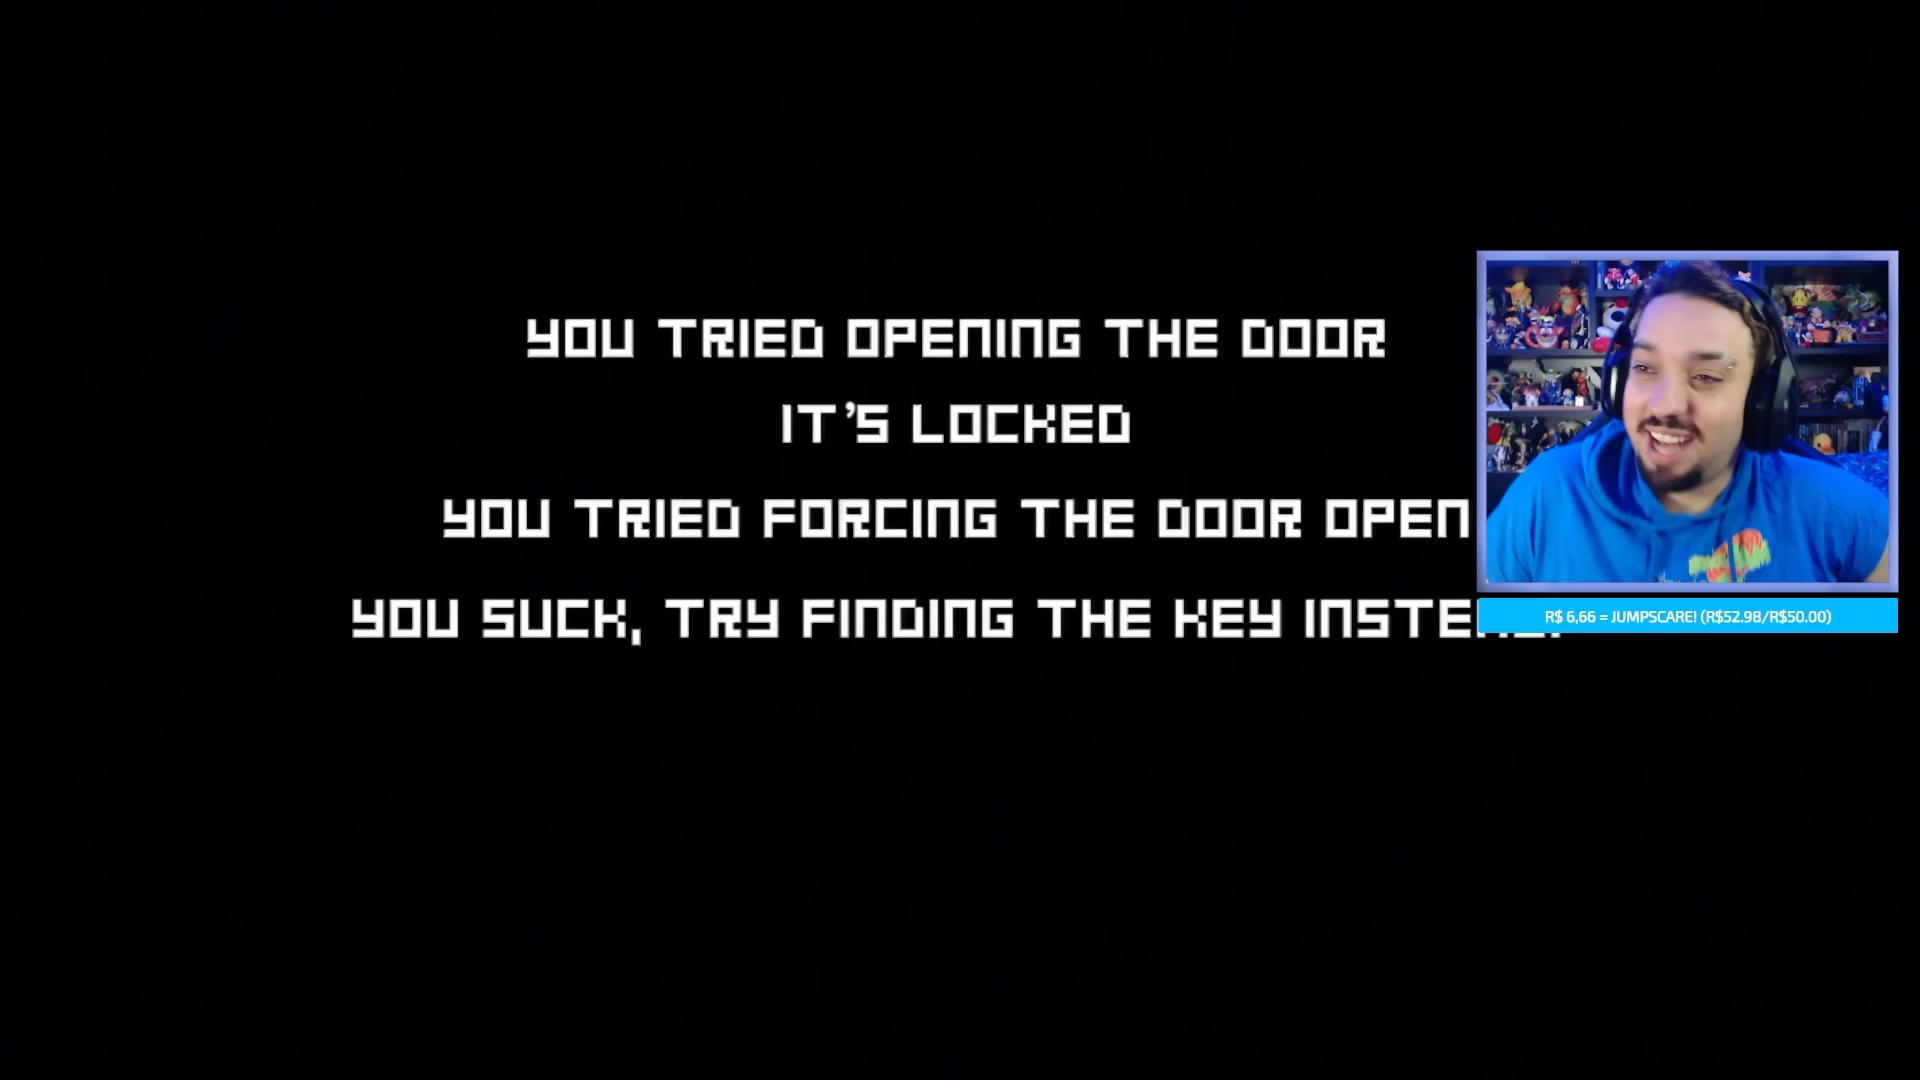 YOU TRIED OPENING THE DOOR
IT'S LOCKED
YOU TRIED FORCING THE DOOR OPEN
YOU SUCK, TRY FINDING THE KEY
R$ 6,66 = JUMPSCARE! (R$52.98/R$50.00)